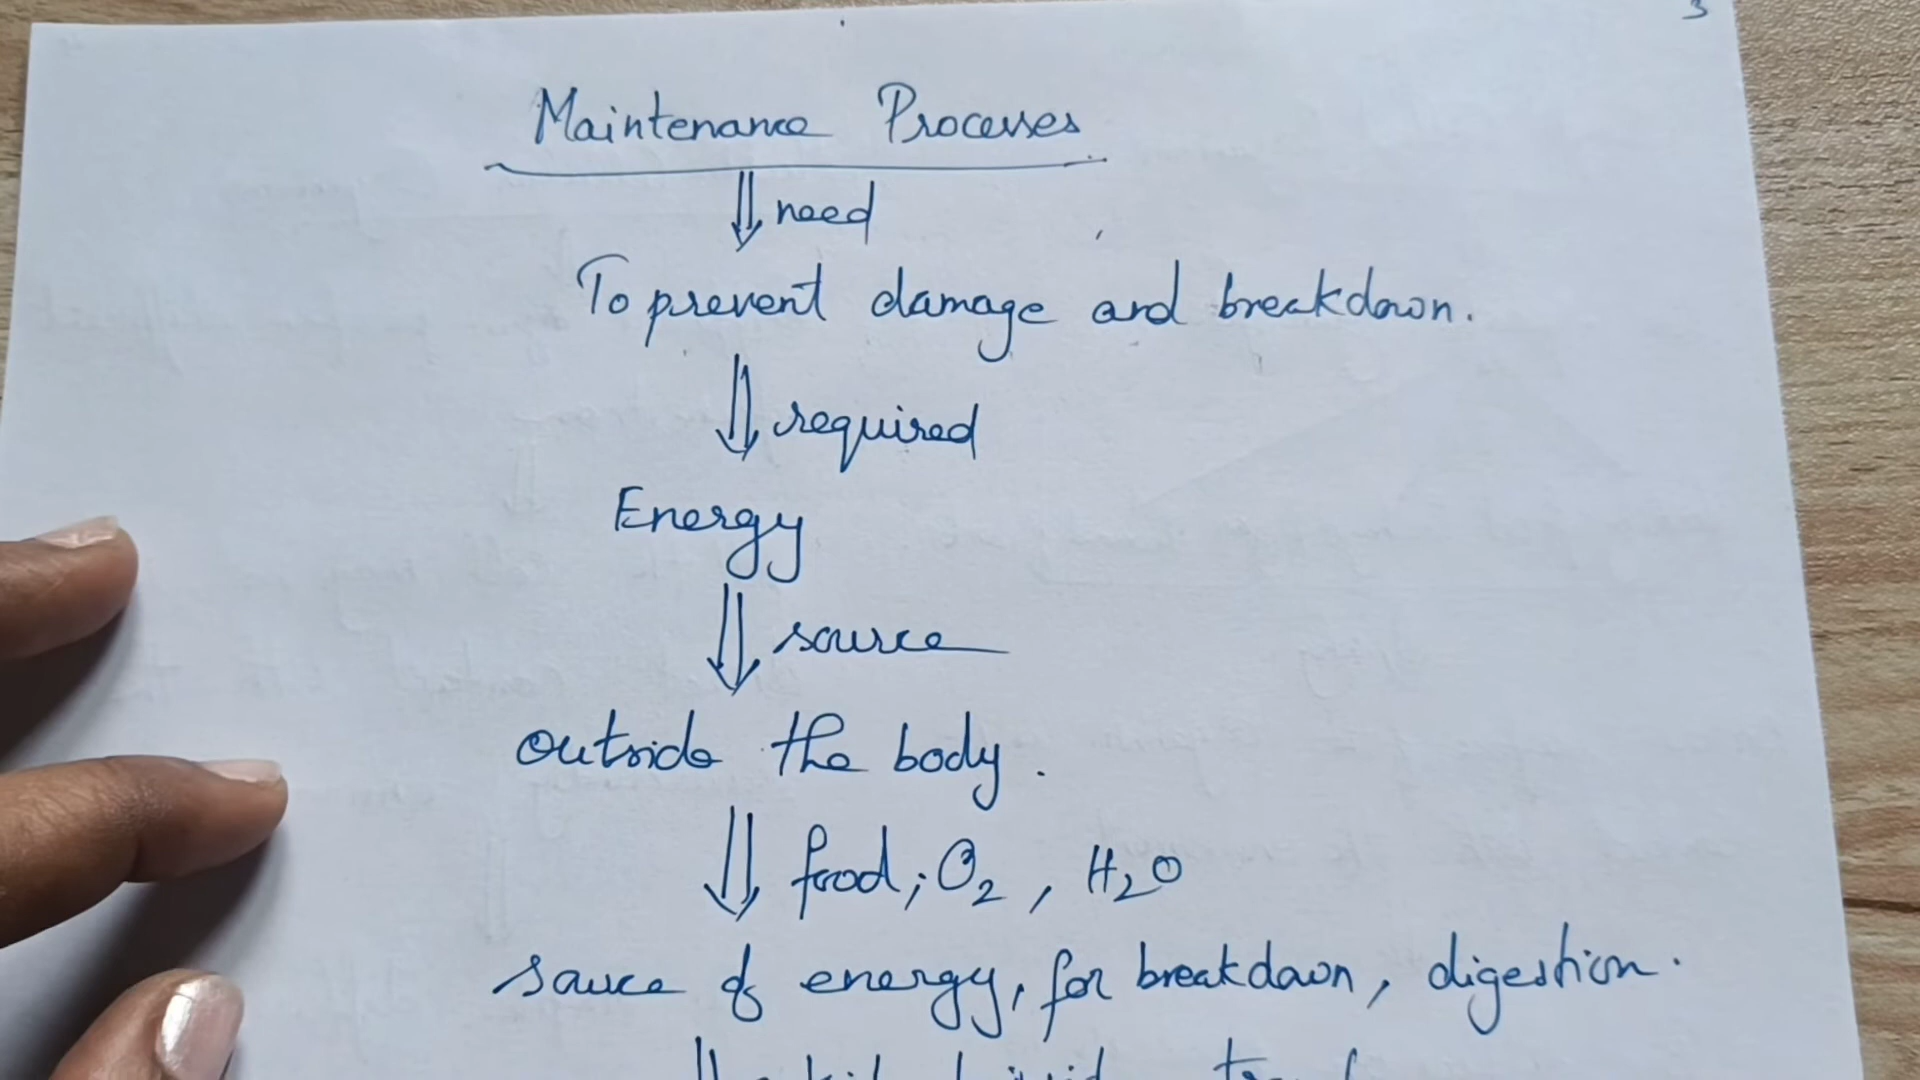 3
Maintenance Processes
need
To prevent damage and breakdown.
required
Energy
source
outside the body.
food, O₂, H₂O
sauce of energy, for breakdown, digestion.